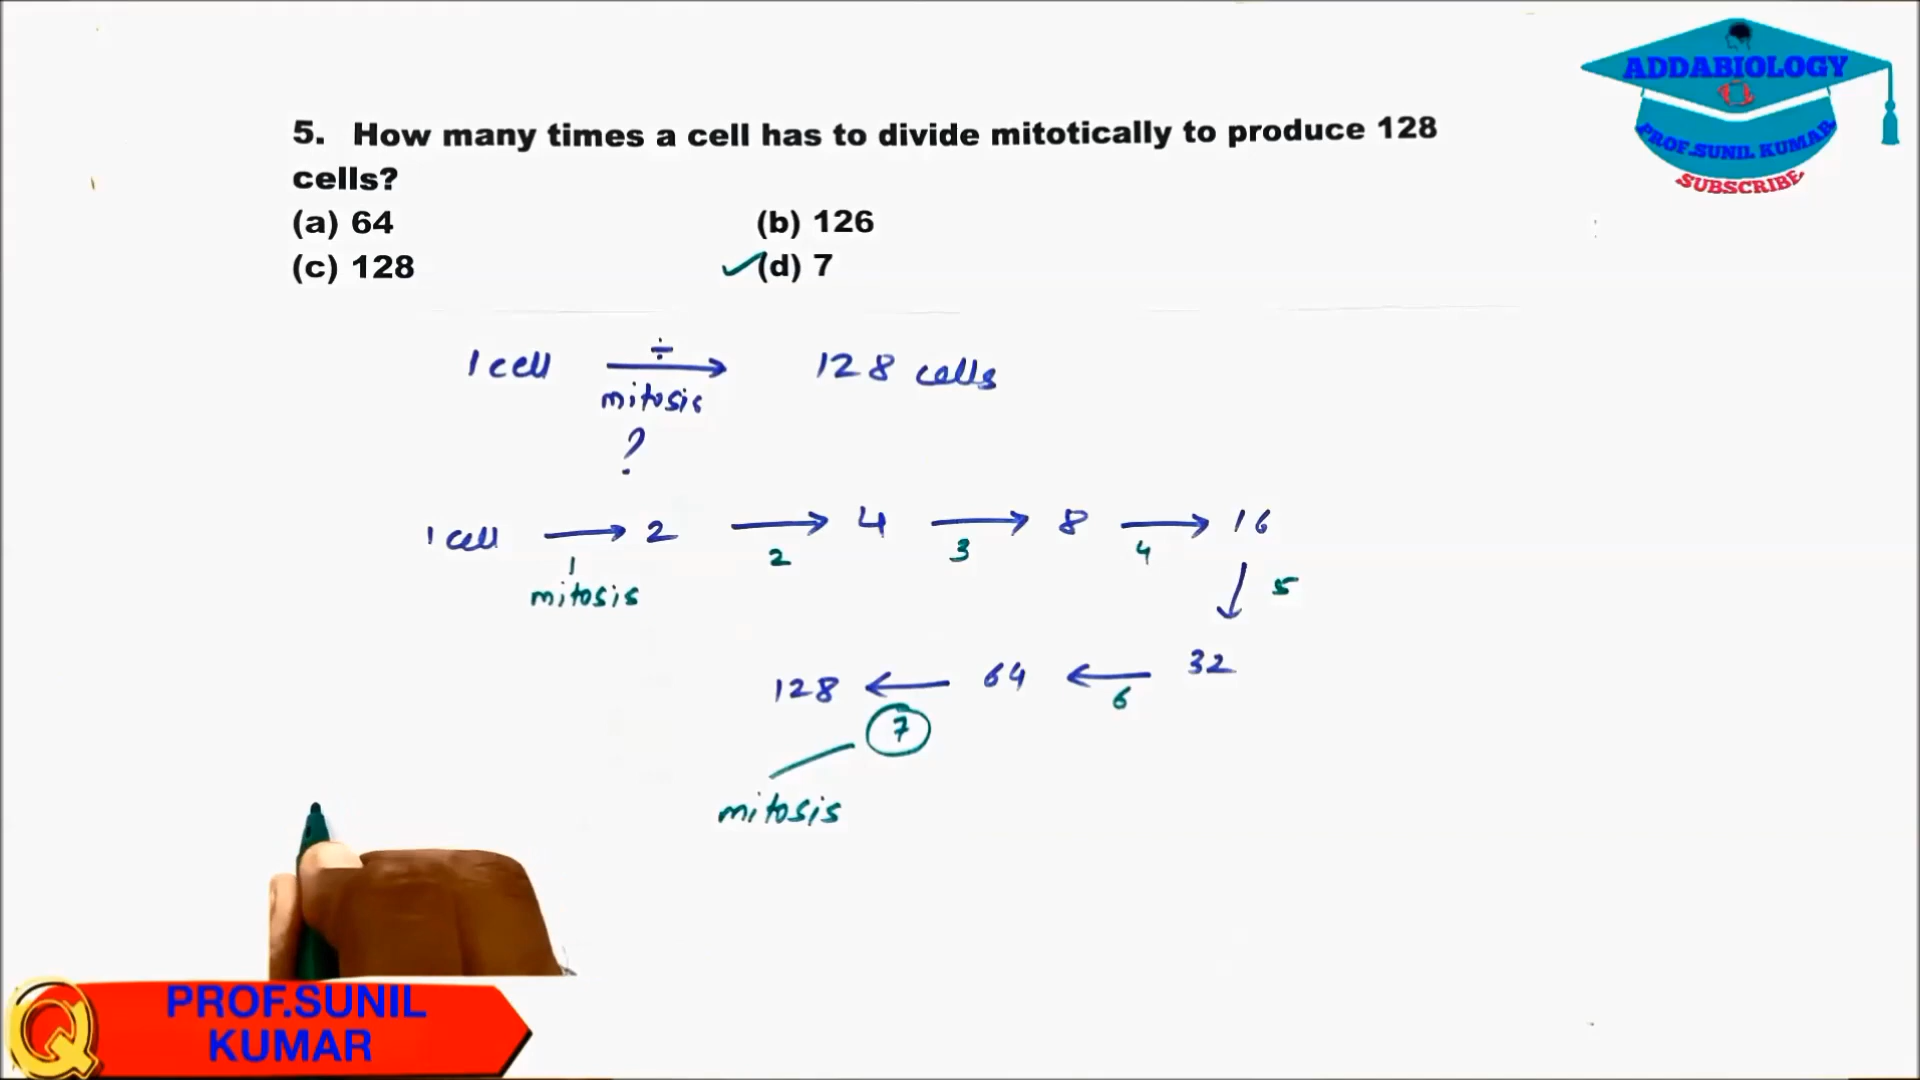 ADDABIOLOGY
PROF.SUNIL KUMAR
SUBSCRIBE
5. How many times a cell has to divide mitotically to produce 128
cells?
(a) 64 (b) 126
(c) 128 (d) 7
1 cell ÷ 128 cells
mitosis
?
1 cell → 2 → 4 → 8 → 16
1 2 3 4
mitosis
↓ 5
128 ← 64 ← 32
7 6
mitosis
PROF.SUNIL
KUMAR